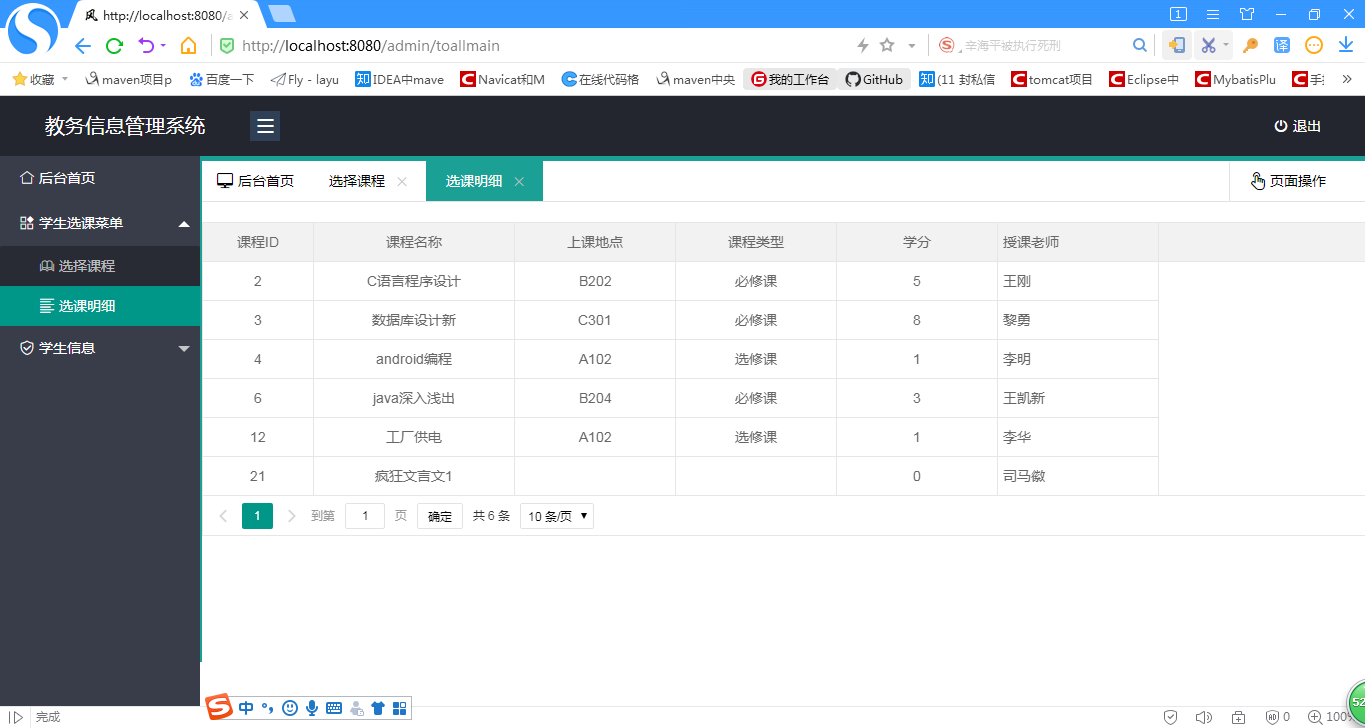 http://localhost:8080/a
1
http://localhost:8080/admin/toallmain
辛海平被执行死刑
译
收藏 maven项目p 百度一下 Fly - layu 知 IDEA中mave Navicat和M 在线代码格 maven中央 我的工作台 GitHub 知 (11 封私信 tomcat项目 Eclipse中 MybatisPlu
教务信息管理系统
退出
后台首页
学生选课菜单
选择课程
选课明细
学生信息
后台首页 选择课程 选课明细
页面操作
课程ID 课程名称 上课地点 课程类型 学分 授课老师
2 C语言程序设计 B202 必修课 5 王刚
3 数据库设计新 C301 必修课 8 黎勇
4 android编程 A102 选修课 1 李明
6 java深入浅出 B204 必修课 3 王凯新
12 工厂供电 A102 选修课 1 李华
21 疯狂文言文1 0 司马徽
1 到第 1 页 确定 共 6 条 10 条/页
中
完成
0
100%
52